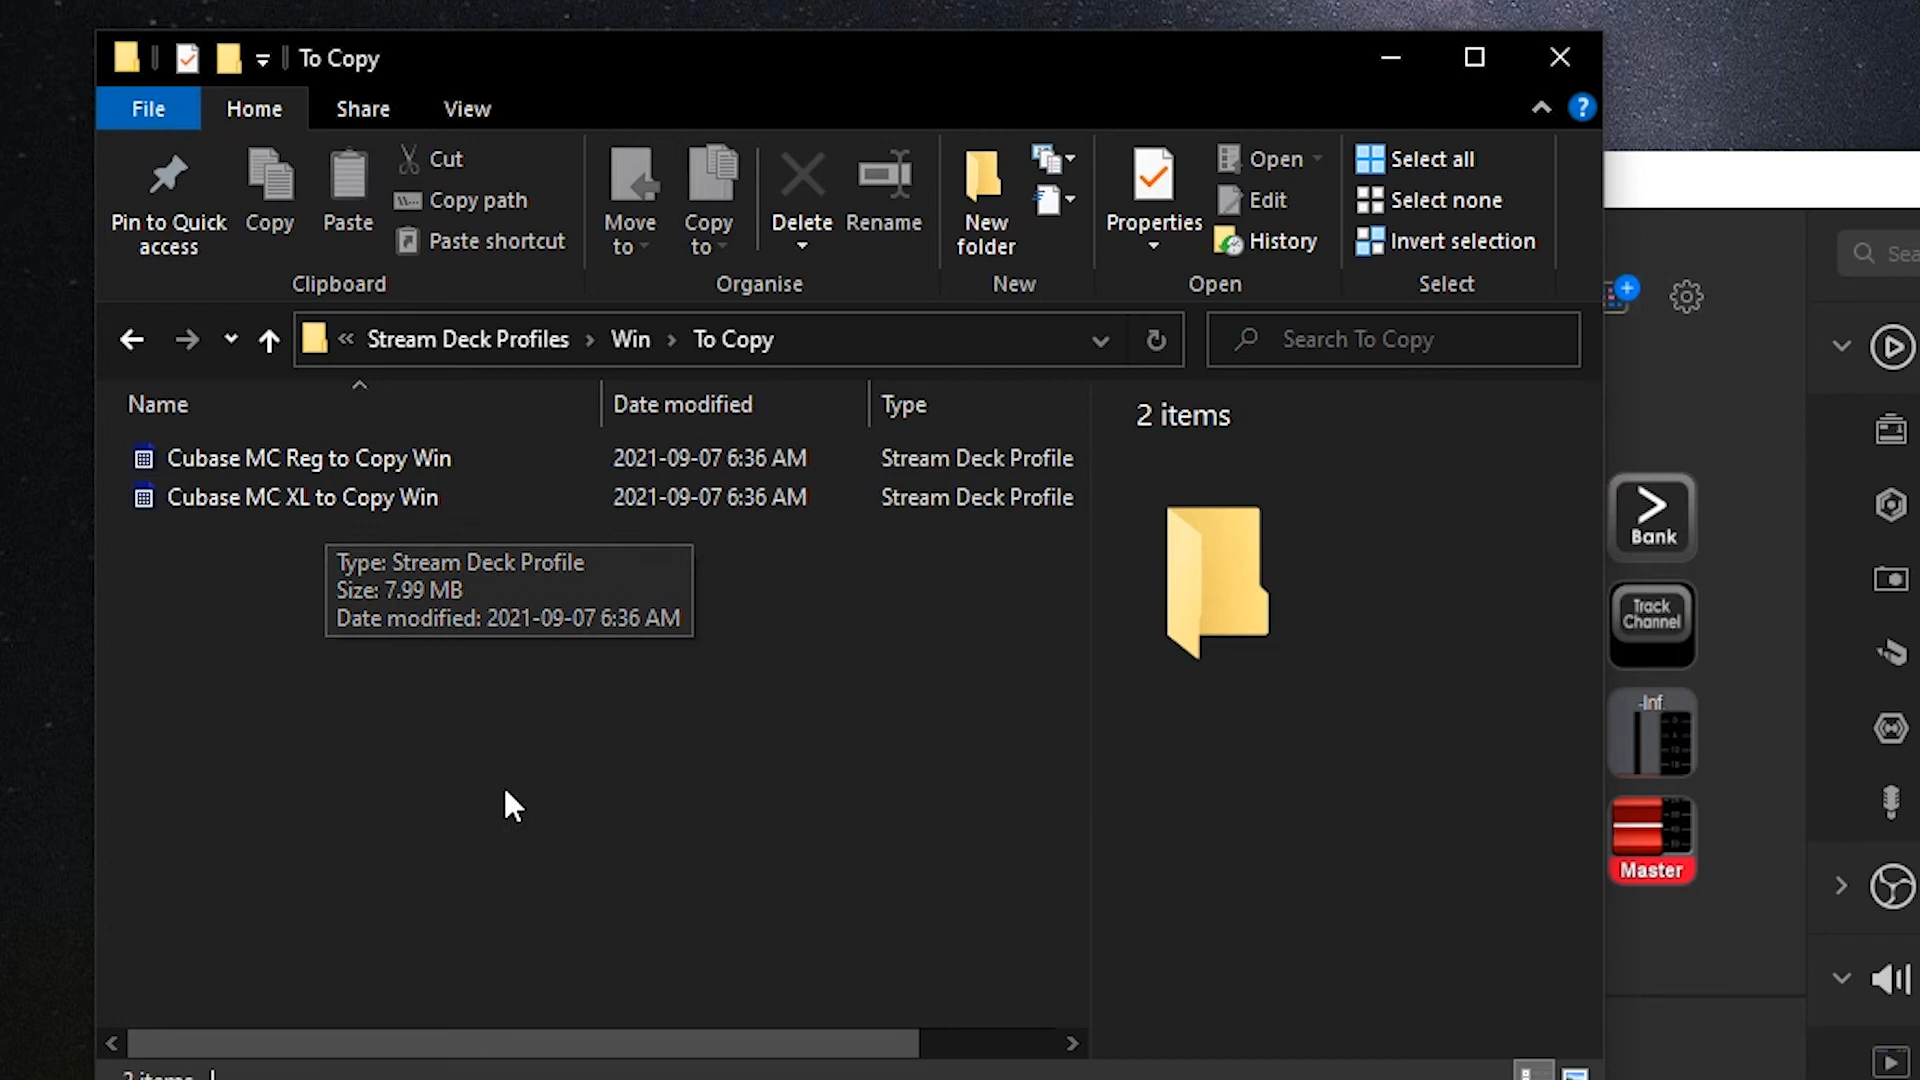 To Copy
File Home Share View
Pin to Quick access
Copy
Paste
Cut
Copy path
Paste shortcut
Move to
Copy to
Delete
Rename
New folder
Properties
Open
Edit
History
Select all
Select none
Invert selection
Clipboard Organise New Open Select
Stream Deck Profiles > Win > To Copy
Search To Copy
Name Date modified Type
Cubase MC Reg to Copy Win 2021-09-07 6:36 AM Stream Deck Profile
Cubase MC XL to Copy Win 2021-09-07 6:36 AM Stream Deck Profile
2 items
Type: Stream Deck Profile
Size: 7.99 MB
Date modified: 2021-09-07 6:36 AM
Sea
Bank
Track
Channel
-Inf.
Master
2 items